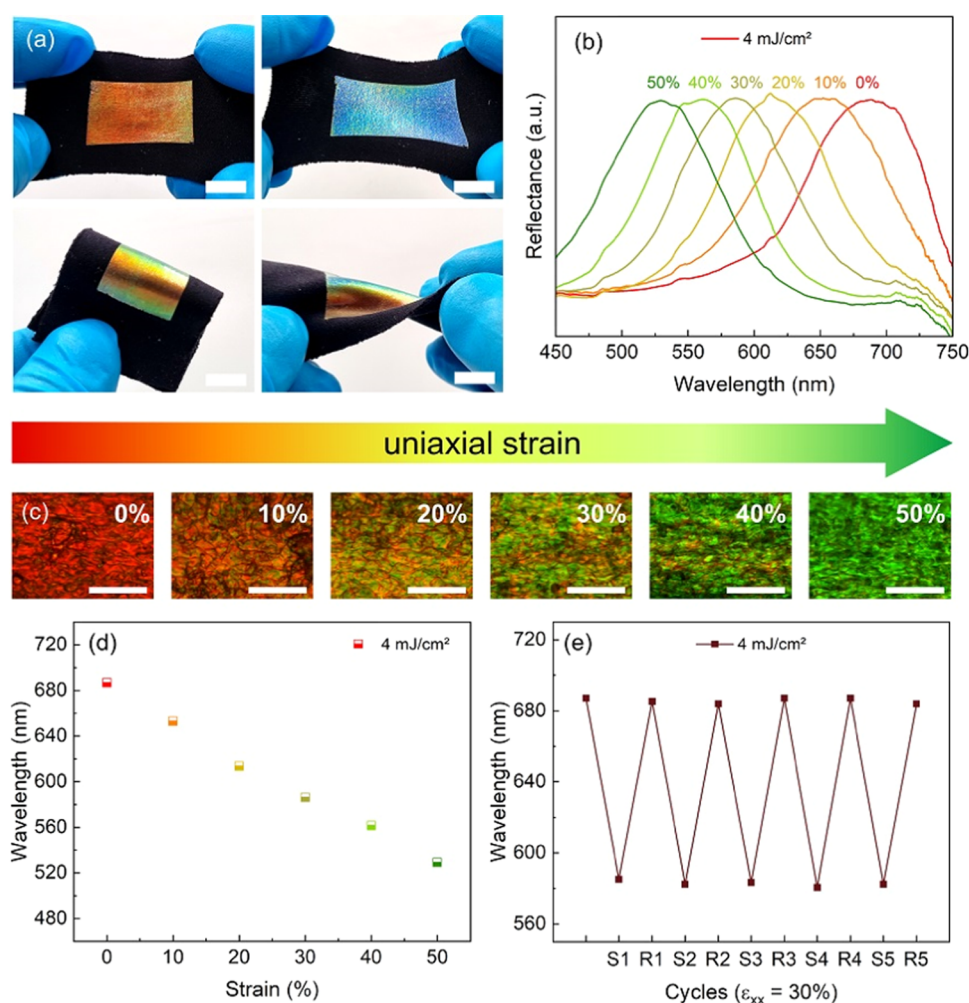 (a)
(b)
4 mJ/cm²
50% 40% 30% 20% 10% 0%
Reflectance (a.u.)
450 500 550 600 650 700 750
Wavelength (nm)
uniaxial strain
(c)
0%
10%
20%
30%
40%
50%
(d)
4 mJ/cm²
720
680
640
600
560
520
480
Wavelength (nm)
0 10 20 30 40 50
Strain (%)
(e)
4 mJ/cm²
720
680
640
600
560
Wavelength (nm)
S1 R1 S2 R2 S3 R3 S4 R4 S5 R5
Cycles (εxx = 30%)